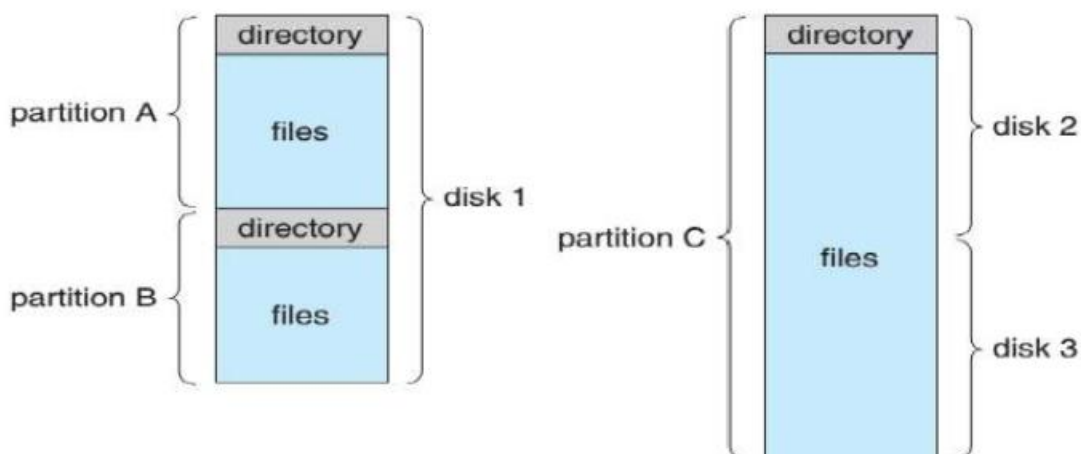 directory
partition A
files
directory
disk 1
partition B
files
directory
disk 2
partition C
files
disk 3